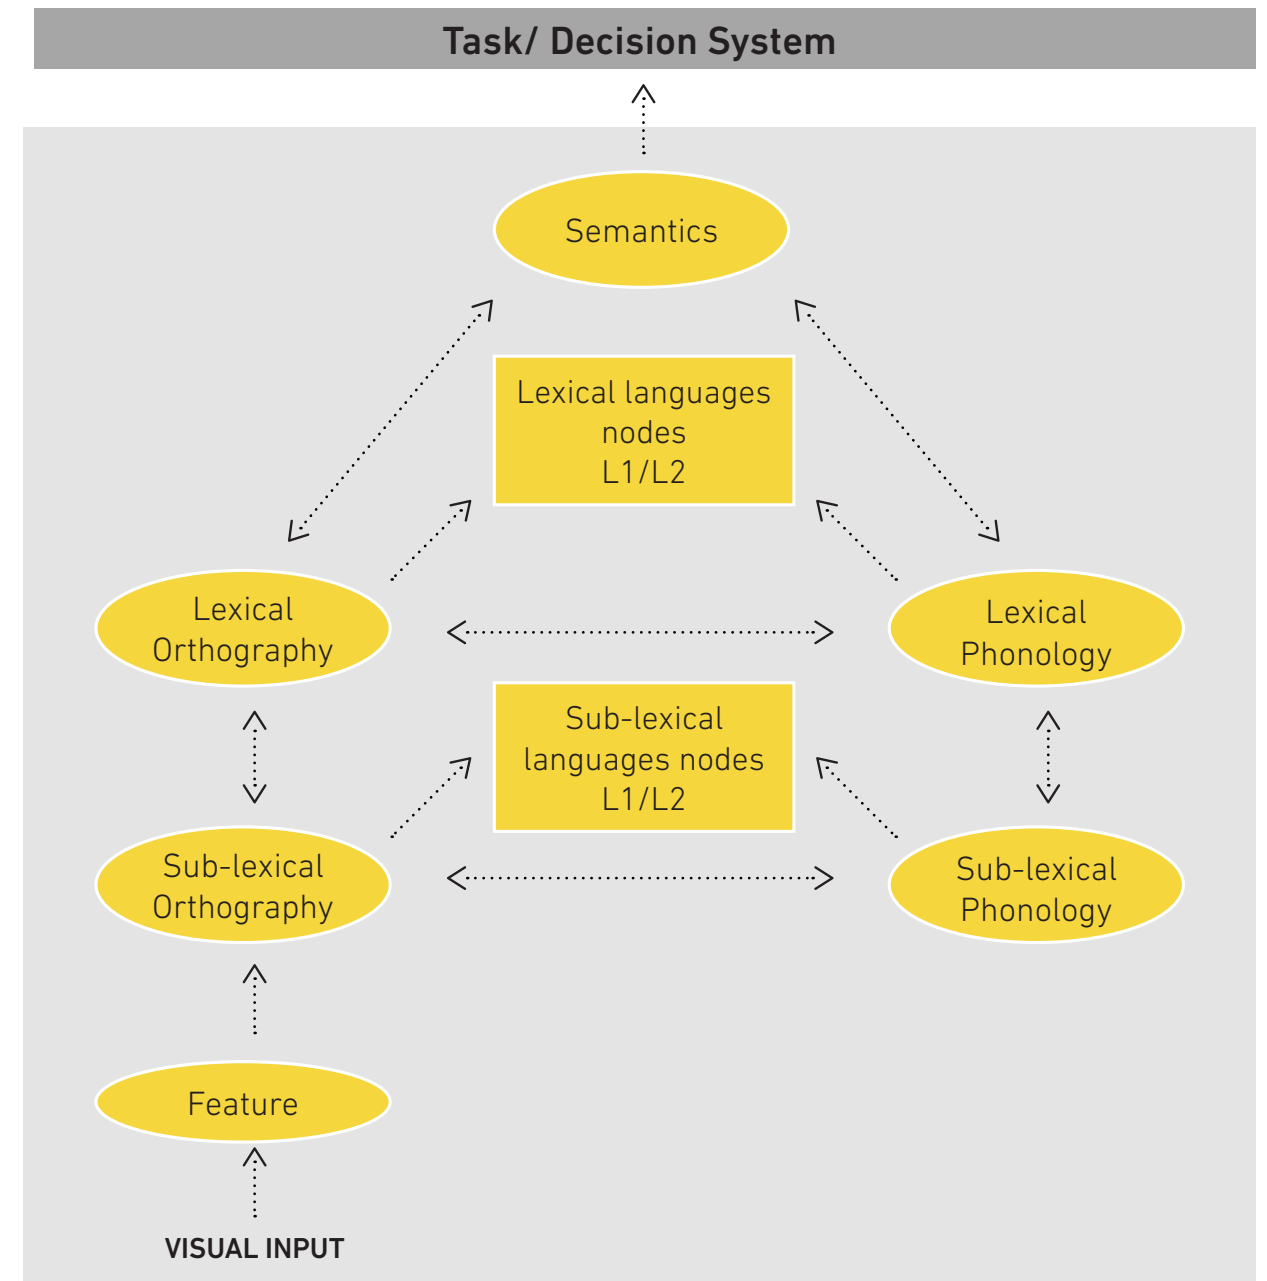 Task/ Decision System
Semantics
Lexical languages
nodes
L1/L2
Lexical
Orthography
Lexical
Phonology
Sub-lexical
languages nodes
L1/L2
Sub-lexical
Orthography
Sub-lexical
Phonology
Feature
VISUAL INPUT